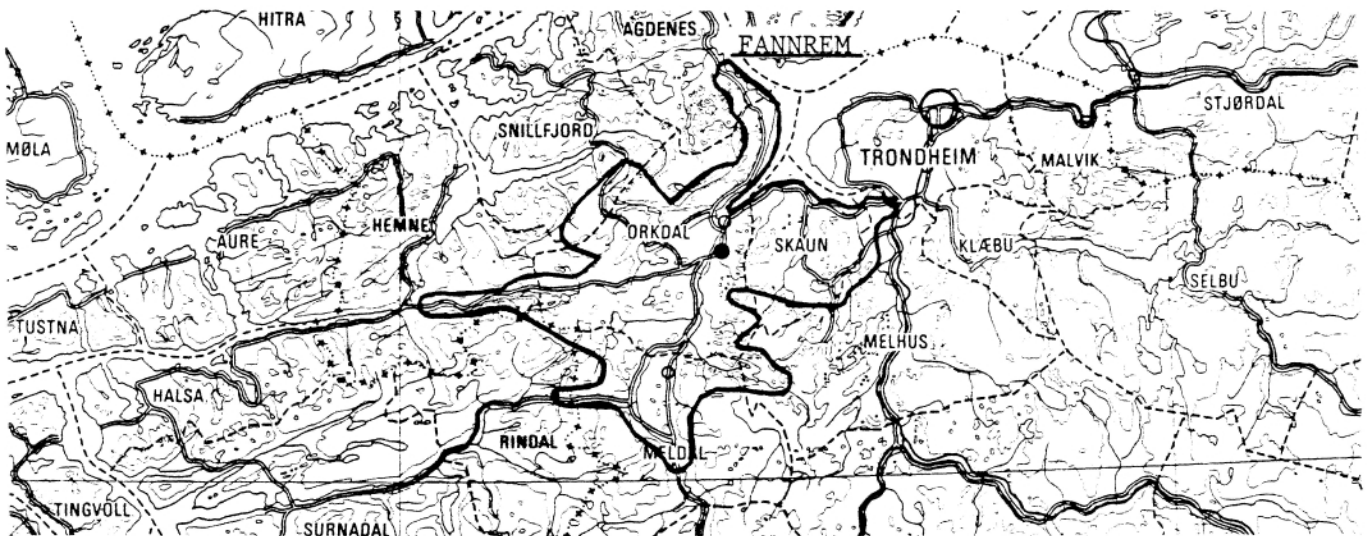 HITRA
AGDENES
FANNREM
STJØRDAL
SNILLFJORD
MØLA
TRONDHEIM
MALVIK
HEMNE
ORKDAL
SKAUN
KLÆBU
AURE
SELBU
TUSTNA
MELHUS
HALSA
RINDAL
MELDAL
TINGVOLL
SURNADAL